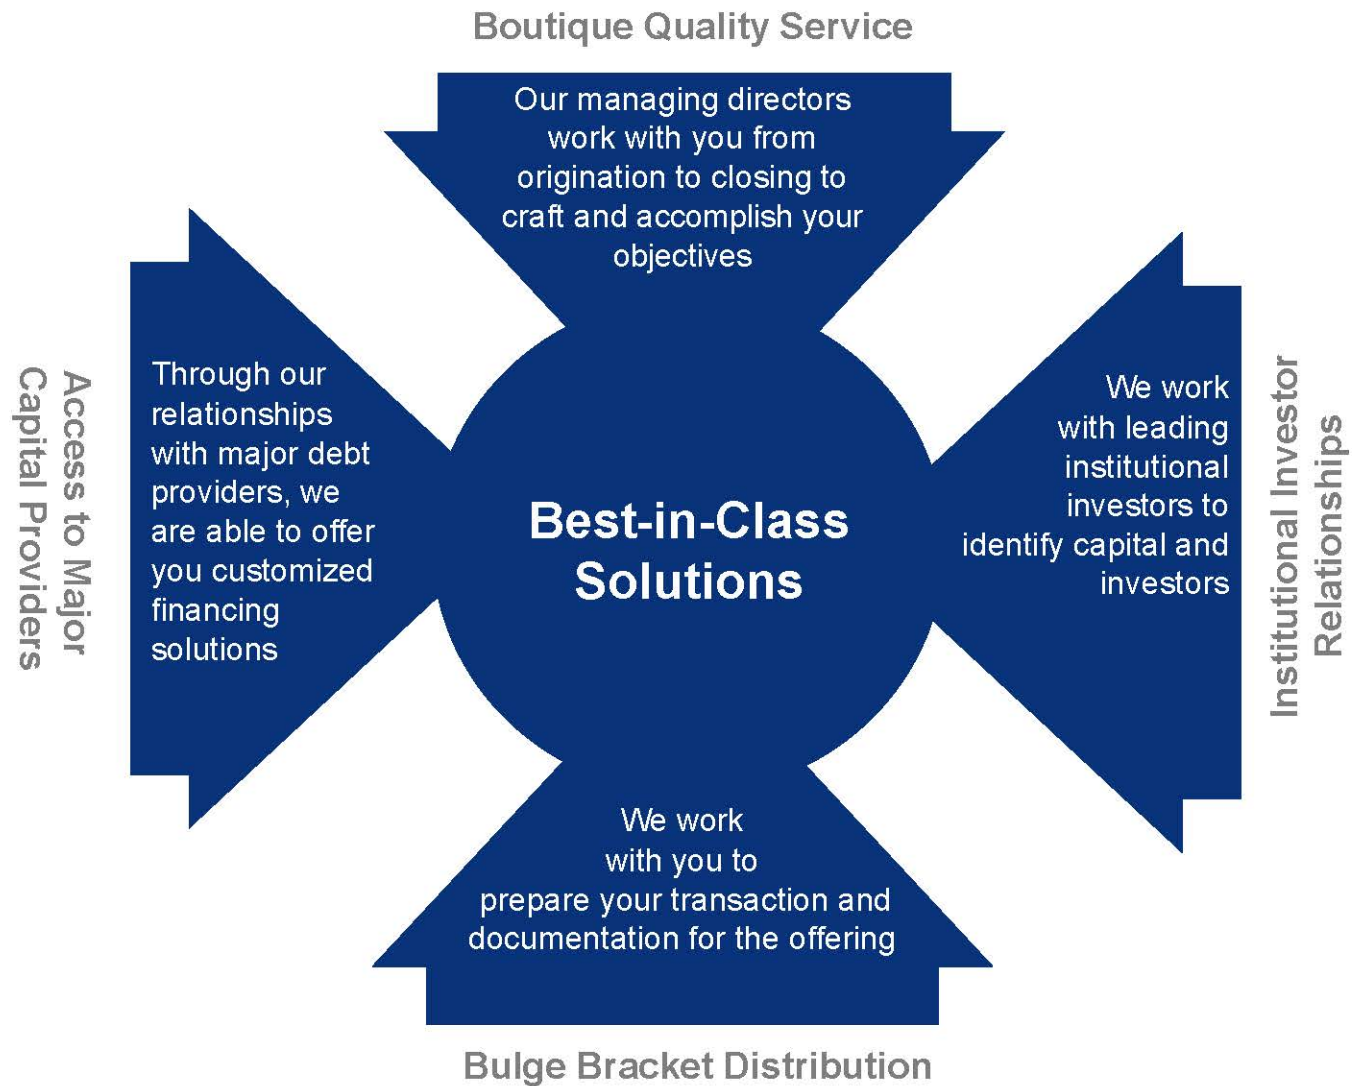 Boutique Quality Service
Our managing directors
work with you from
origination to closing to
craft and accomplish your
objectives
Access to Major
Capital Providers
Through our
relationships
with major debt
providers, we
are able to offer
you customized
financing
solutions
Best-in-Class
Solutions
We work
with leading
institutional
investors to
identify capital and
investors
Institutional Investor
Relationships
We work
with you to
prepare your transaction and
documentation for the offering
Bulge Bracket Distribution